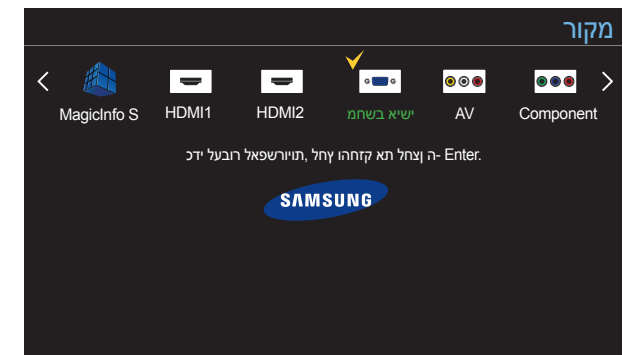 מקור
MagicInfo S
HDMI1
HDMI2
מחשב אישי
AV
Component
כדי לעבור לאפשרויות, לחץ והחזק את לחצן ה- Enter.
SAMSUNG